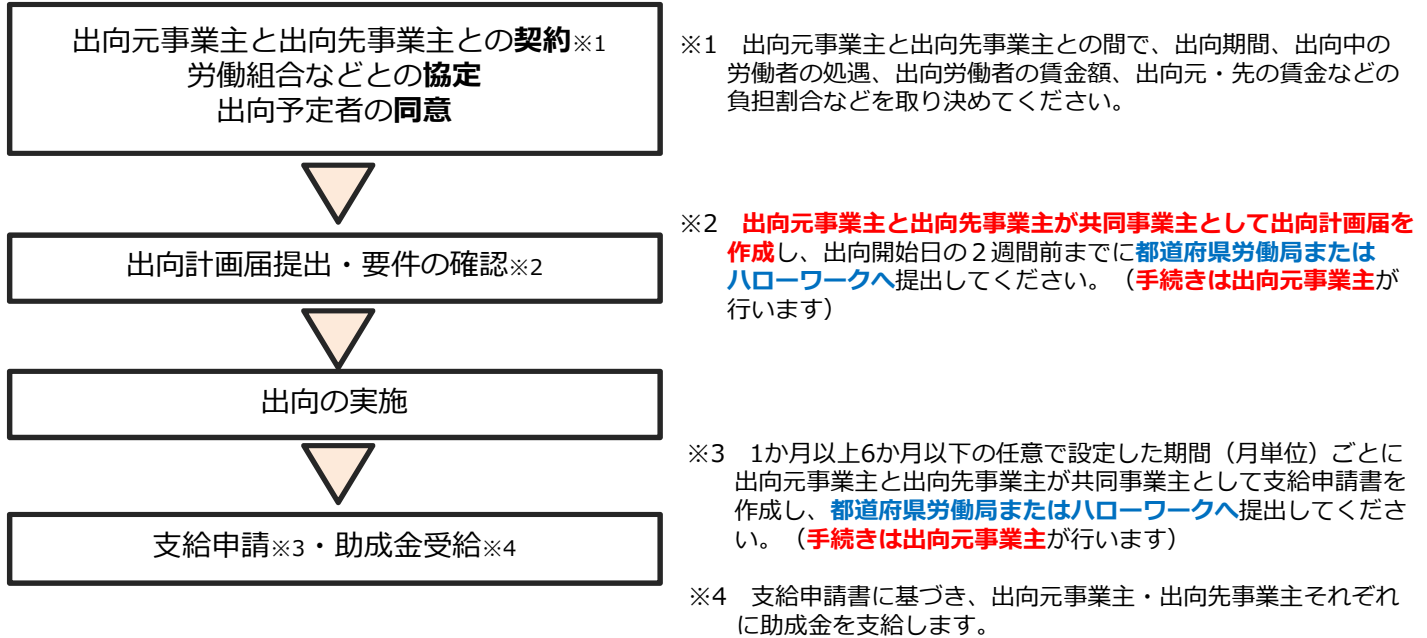 出向元事業主と出向先事業主との契約※1
労働組合などとの協定
出向予定者の同意
※1　出向元事業主と出向先事業主との間で、出向期間、出向中の
労働者の処遇、出向労働者の賃金額、出向元・先の賃金などの
負担割合などを取り決めてください。
出向計画届提出・要件の確認※2
※2　出向元事業主と出向先事業主が共同事業主として出向計画届を
作成し、出向開始日の２週間前までに都道府県労働局または
ハローワークへ提出してください。（手続きは出向元事業主が
行います）
出向の実施
支給申請※3・助成金受給※4
※3　1か月以上6か月以下の任意で設定した期間（月単位）ごとに
出向元事業主と出向先事業主が共同事業主として支給申請書を
作成し、都道府県労働局またはハローワークへ提出してくださ
い。（手続きは出向元事業主が行います）
※4　支給申請書に基づき、出向元事業主・出向先事業主それぞれ
に助成金を支給します。